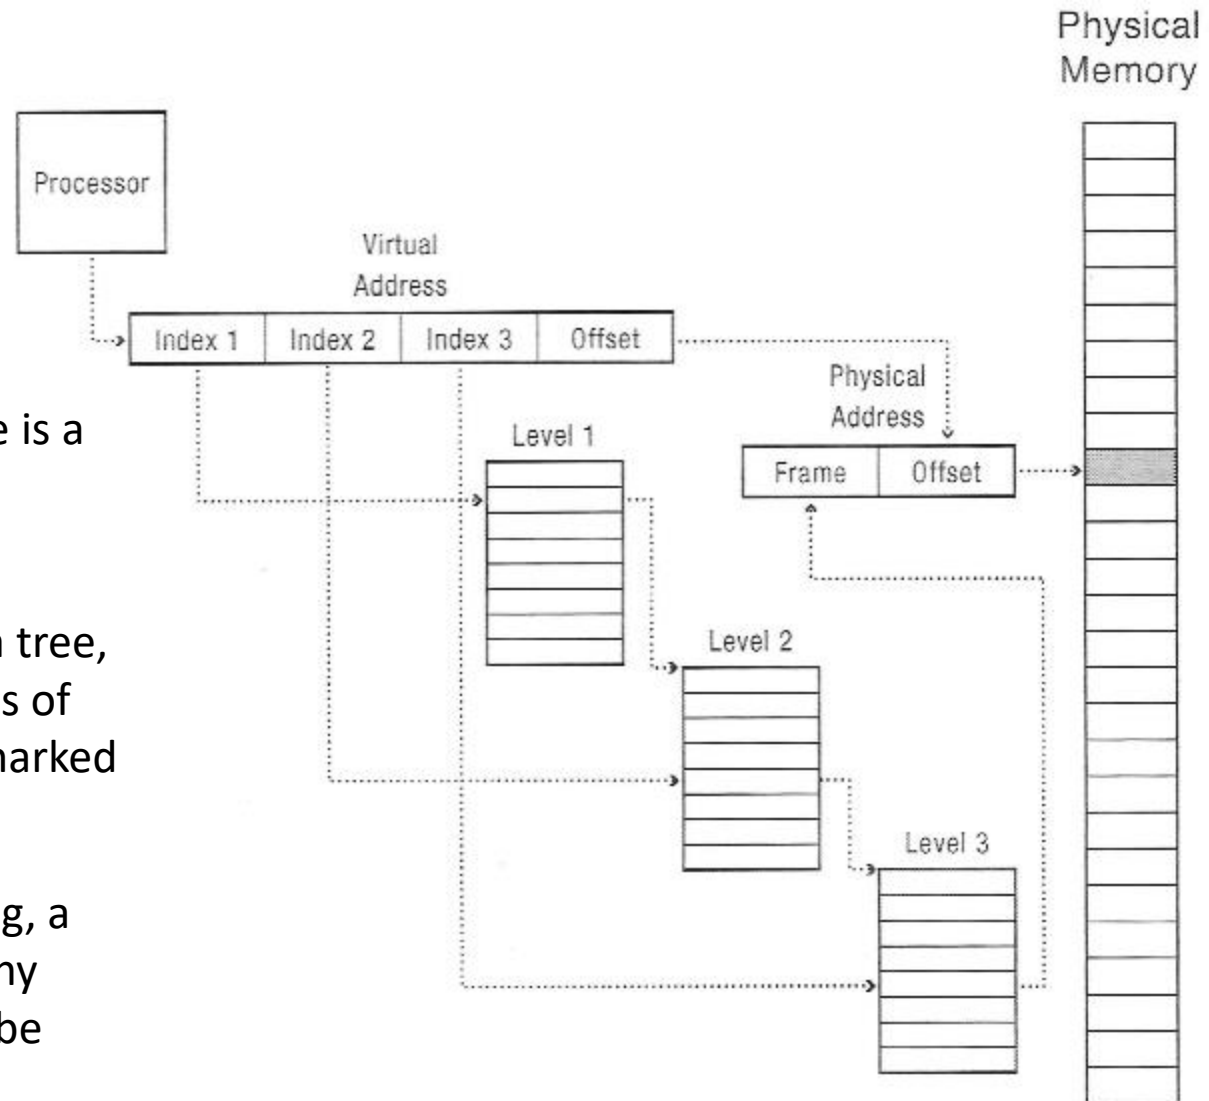 Physical
Memory
Processor
Virtual
Address
Index 1 Index 2 Index 3 Offset
Physical
Address
Frame Offset
Level 1
Level 2
Level 3
e is a
tree,
s of
narked
g, a
ny
be